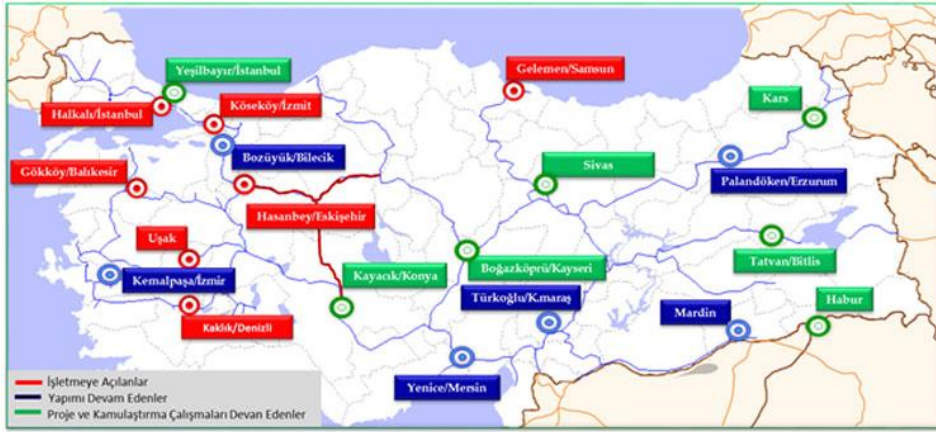 Yeşilbayır/İstanbul
Gelemen/Samsun
Halkalı/İstanbul
Köseköy/İzmit
Kars
Bozüyük/Bilecik
Sivas
Gökköy/Balıkesir
Palandöken/Erzurum
Hasanbey/Eskişehir
Uşak
Kayacık/Konya
Boğazköprü/Kayseri
Tatvan/Bitlis
Kemalpaşa/İzmir
Türkoğlu/K.maraş
Mardin
Habur
Kaklık/Denizli
Yenice/Mersin
İşletmeye Açılanlar
Yapımı Devam Edenler
Proje ve Kamulaştırma Çalışmaları Devan Edenler